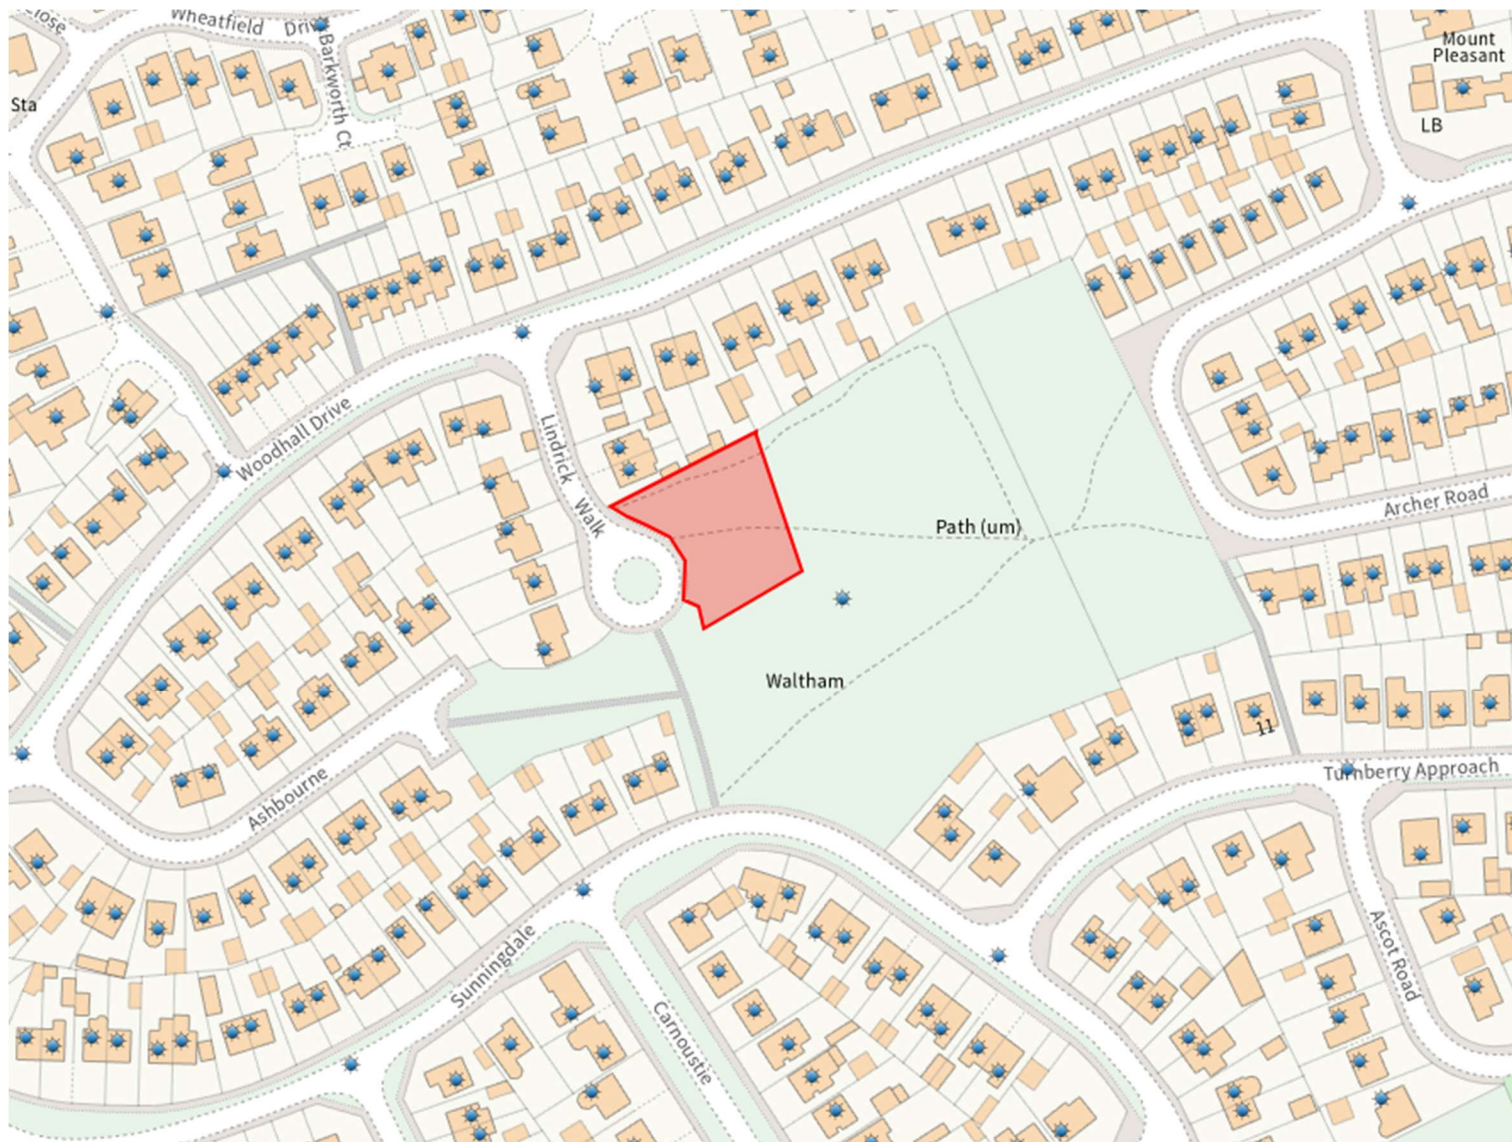 Close
Wheatfield Drive
Barkworth Ct
Mount
Pleasant
Sta
LB
Woodhall Drive
Lindrick Walk
Archer Road
Path (um)
Waltham
11
Turnberry Approach
Ashbourne
Sunningdale
Ascot Road
Carnoustie